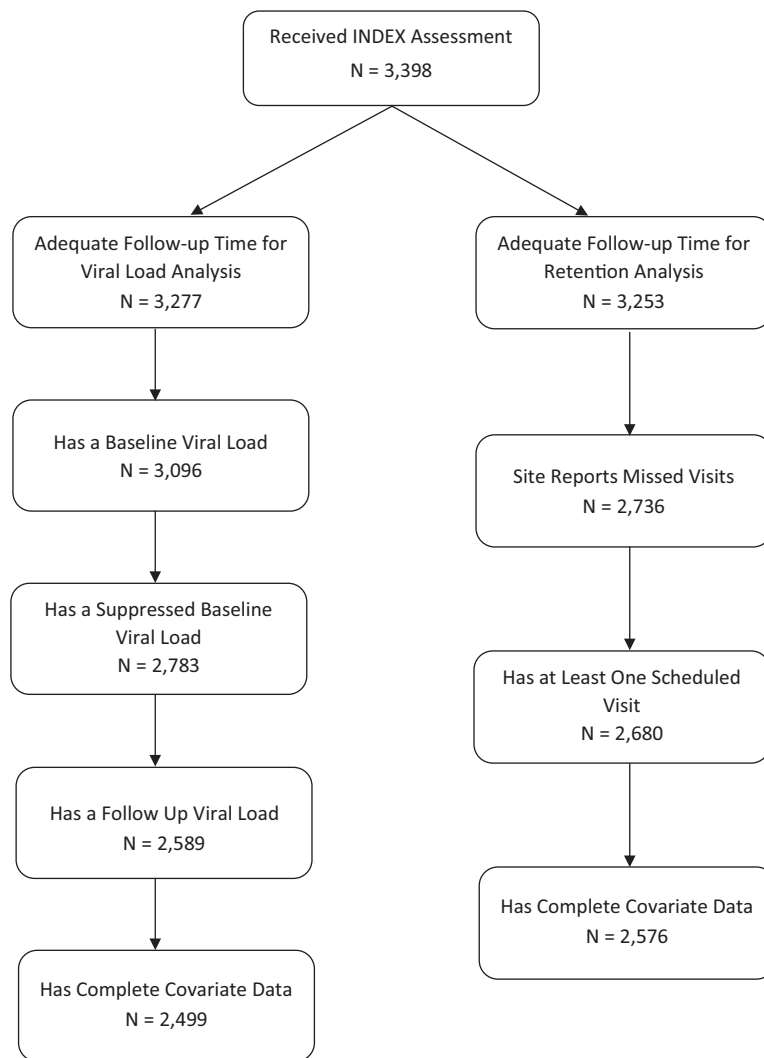 Received INDEX Assessment
N = 3,398
Adequate Follow-up Time for
Viral Load Analysis
N = 3,277
Has a Baseline Viral Load
N = 3,096
Has a Suppressed Baseline
Viral Load
N = 2,783
Has a Follow Up Viral Load
N = 2,589
Has Complete Covariate Data
N = 2,499
Adequate Follow-up Time for
Retention Analysis
N = 3,253
Site Reports Missed Visits
N = 2,736
Has at Least One Scheduled
Visit
N = 2,680
Has Complete Covariate Data
N = 2,576